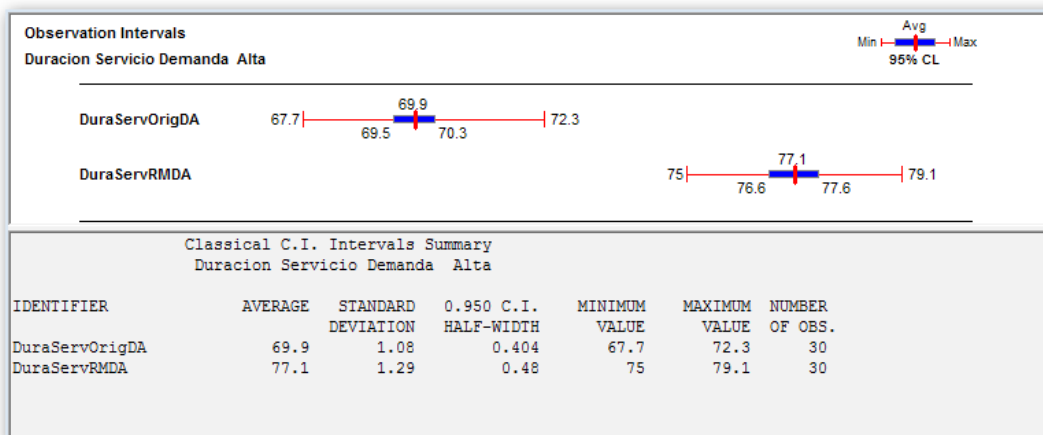 Observation Intervals
Avg
Min Max
Duracion Servicio Demanda Alta
95% CL
69.9
DuraServOrigDA 67.7 72.3
69.5 70.3
77.1
DuraServRMDA 75 79.1
76.6 77.6
Classical C.I. Intervals Summary
Duracion Servicio Demanda Alta
IDENTIFIER AVERAGE STANDARD 0.950 C.I. MINIMUM MAXIMUM NUMBER
DEVIATION HALF-WIDTH VALUE VALUE OF OBS.
DuraServOrigDA 69.9 1.08 0.404 67.7 72.3 30
DuraServRMDA 77.1 1.29 0.48 75 79.1 30